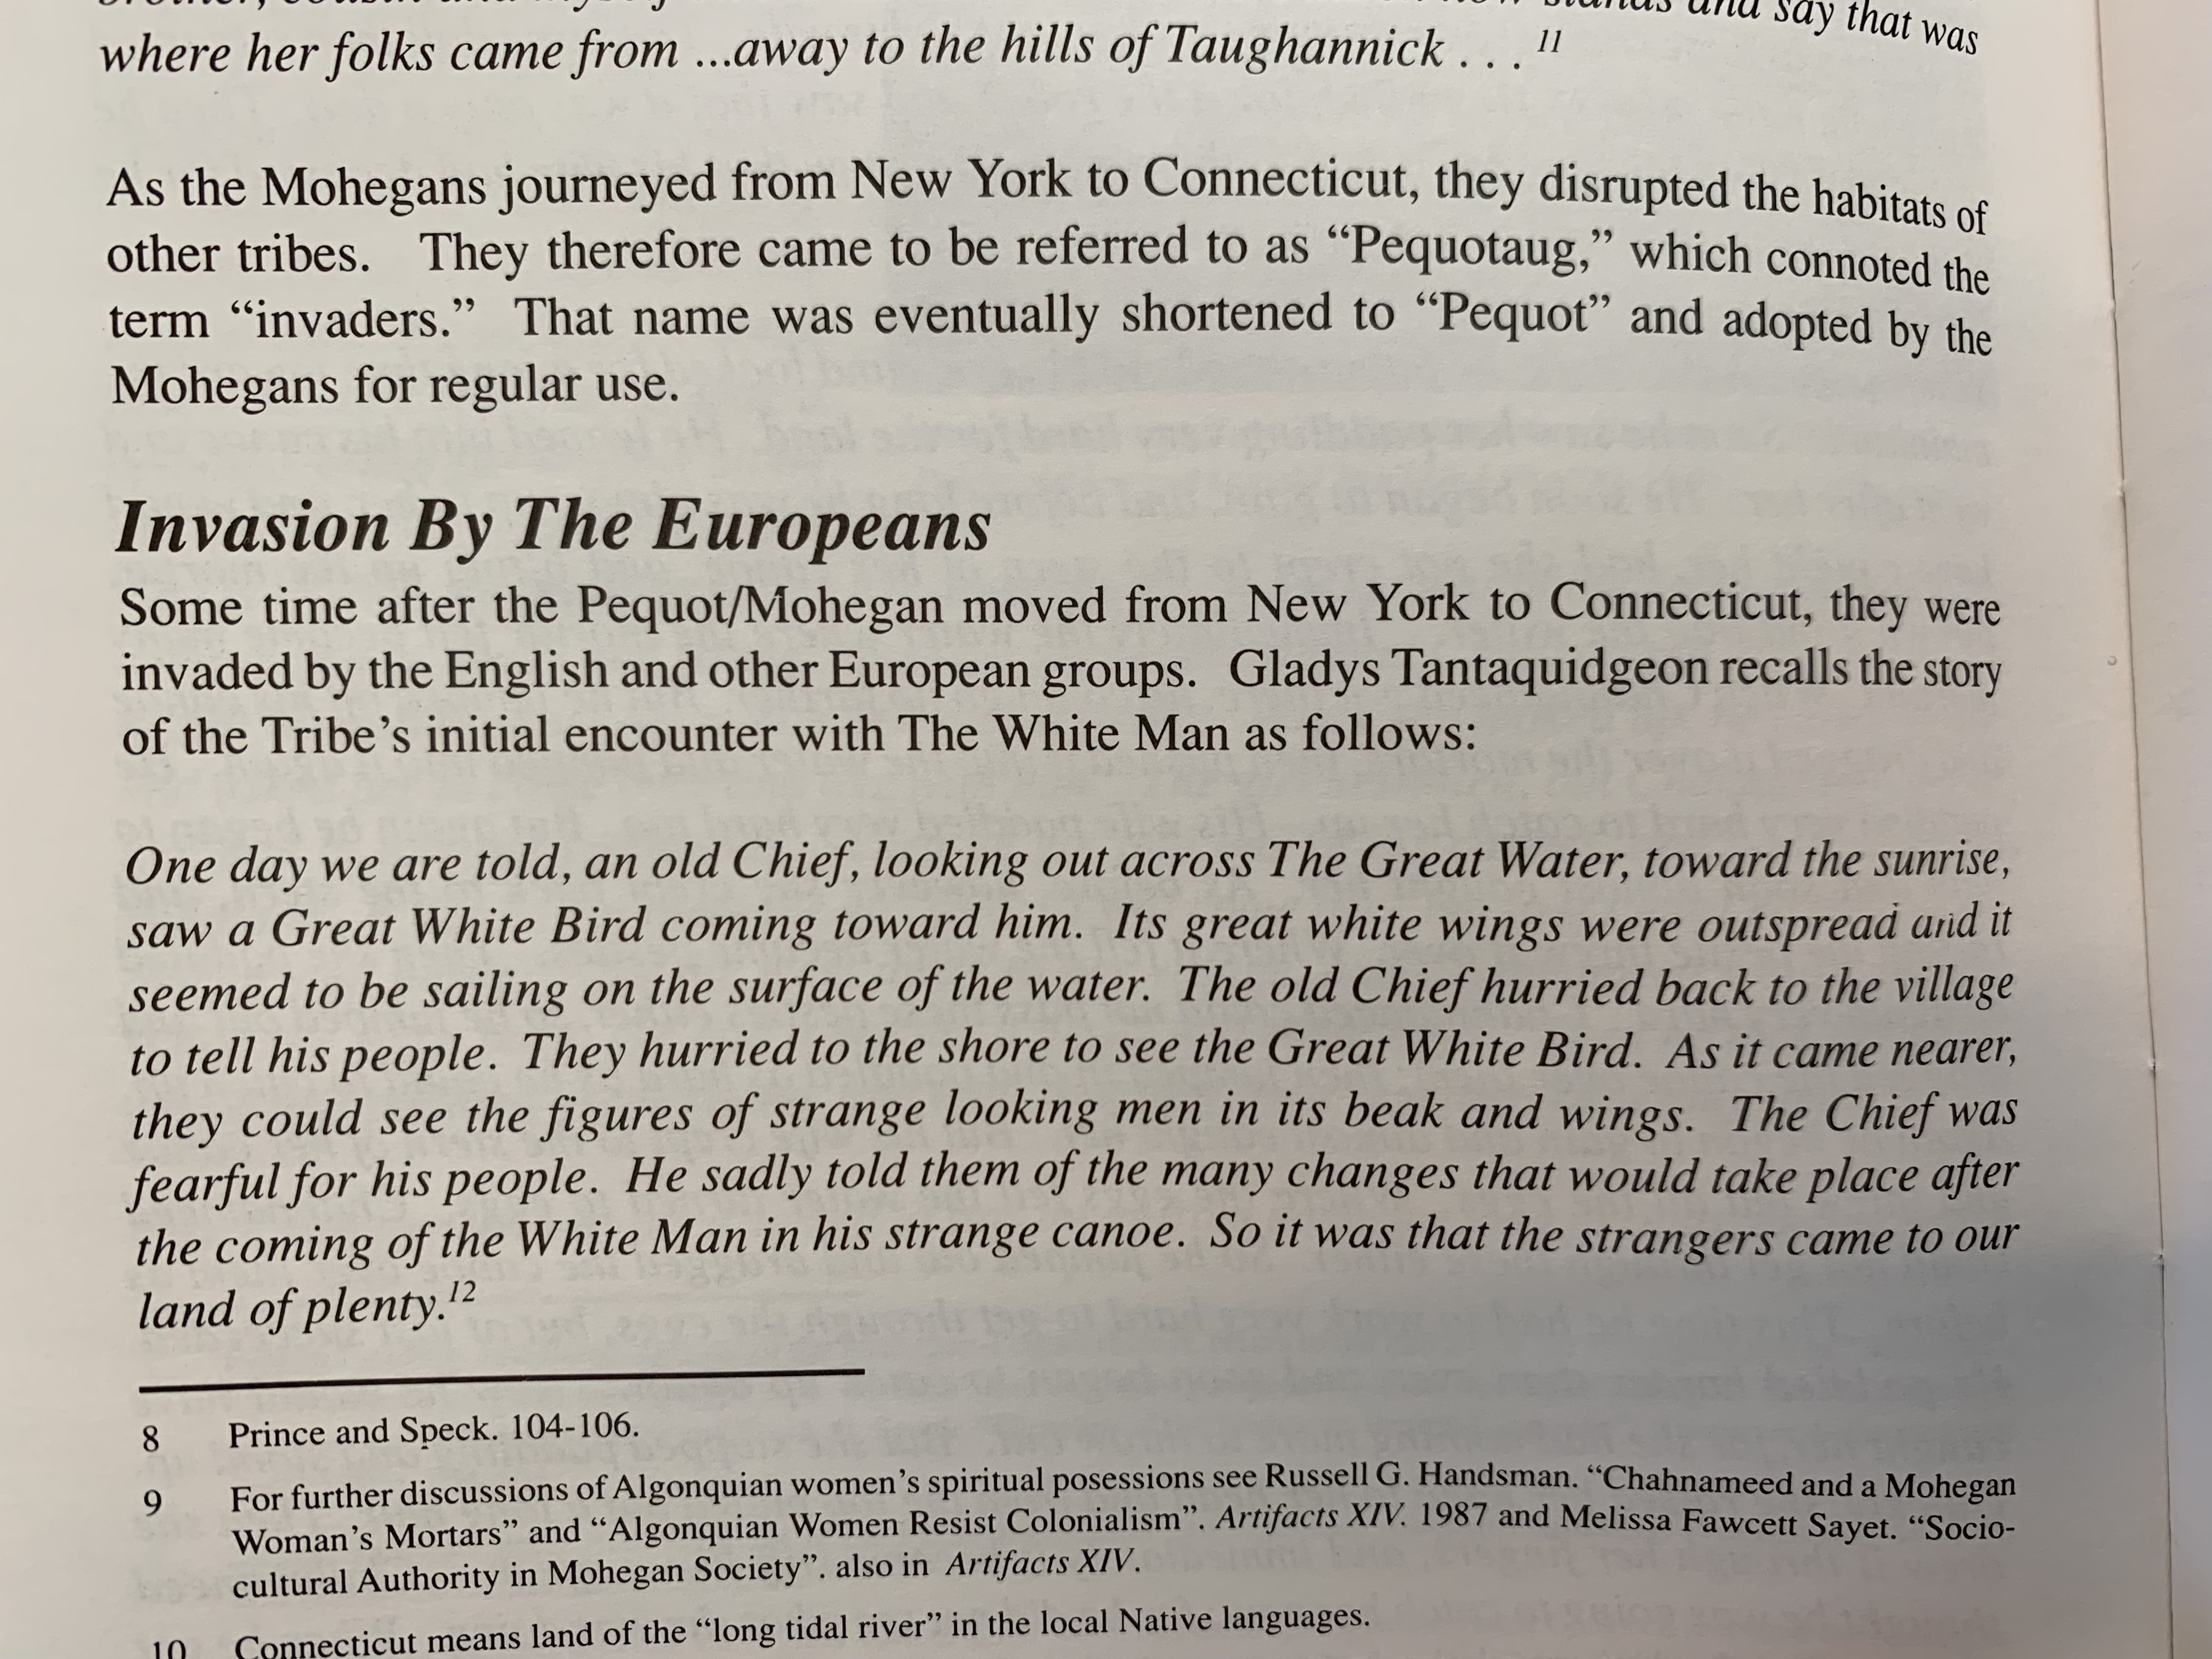 brother, cousin and myself stands and say that was
where her folks came from ...away to the hills of Taughannick . . . 11
As the Mohegans journeyed from New York to Connecticut, they disrupted the habitats of
other tribes. They therefore came to be referred to as “Pequotaug,” which connoted the
term “invaders.” That name was eventually shortened to “Pequot” and adopted by the
Mohegans for regular use.
Invasion By The Europeans
Some time after the Pequot/Mohegan moved from New York to Connecticut, they were
invaded by the English and other European groups. Gladys Tantaquidgeon recalls the story
of the Tribe’s initial encounter with The White Man as follows:
One day we are told, an old Chief, looking out across The Great Water, toward the sunrise,
saw a Great White Bird coming toward him. Its great white wings were outspread and it
seemed to be sailing on the surface of the water. The old Chief hurried back to the village
to tell his people. They hurried to the shore to see the Great White Bird. As it came nearer,
they could see the figures of strange looking men in its beak and wings. The Chief was
fearful for his people. He sadly told them of the many changes that would take place after
the coming of the White Man in his strange canoe. So it was that the strangers came to our
land of plenty.12
8 Prince and Speck. 104-106.
9 For further discussions of Algonquian women’s spiritual posessions see Russell G. Handsman. “Chahnameed and a Mohegan
Woman’s Mortars” and “Algonquian Women Resist Colonialism”. Artifacts XIV. 1987 and Melissa Fawcett Sayet. “Socio-
cultural Authority in Mohegan Society”. also in Artifacts XIV.
10 Connecticut means land of the “long tidal river” in the local Native languages.